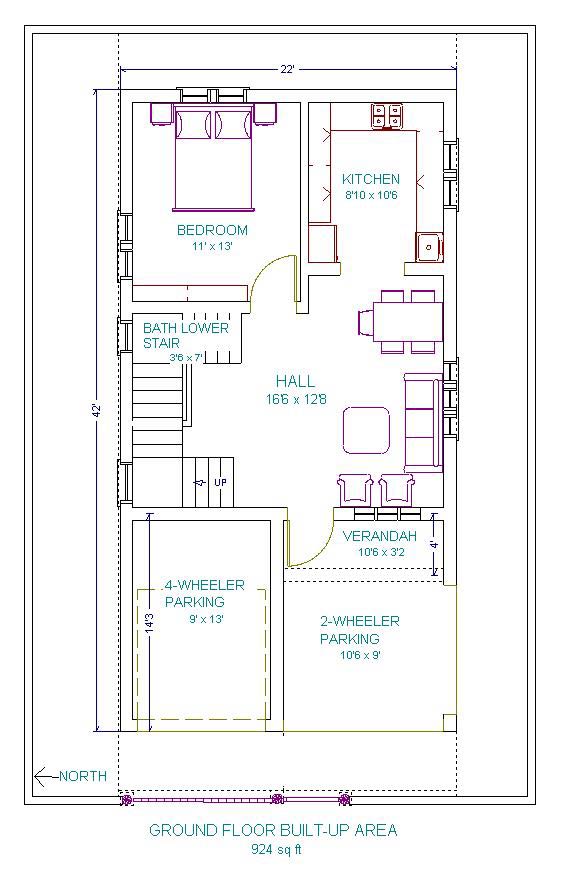 22'
KITCHEN
8'10 x 10'6
BEDROOM
11' x 13'
BATH LOWER
STAIR
3'6 x 7'
HALL
16'6 x 12'8
42'
UP
VERANDAH
10'6 x 3'2
4'
4-WHEELER
PARKING
9' x 13'
14'3
2-WHEELER
PARKING
10'6 x 9'
NORTH
GROUND FLOOR BUILT-UP AREA
924 sq ft